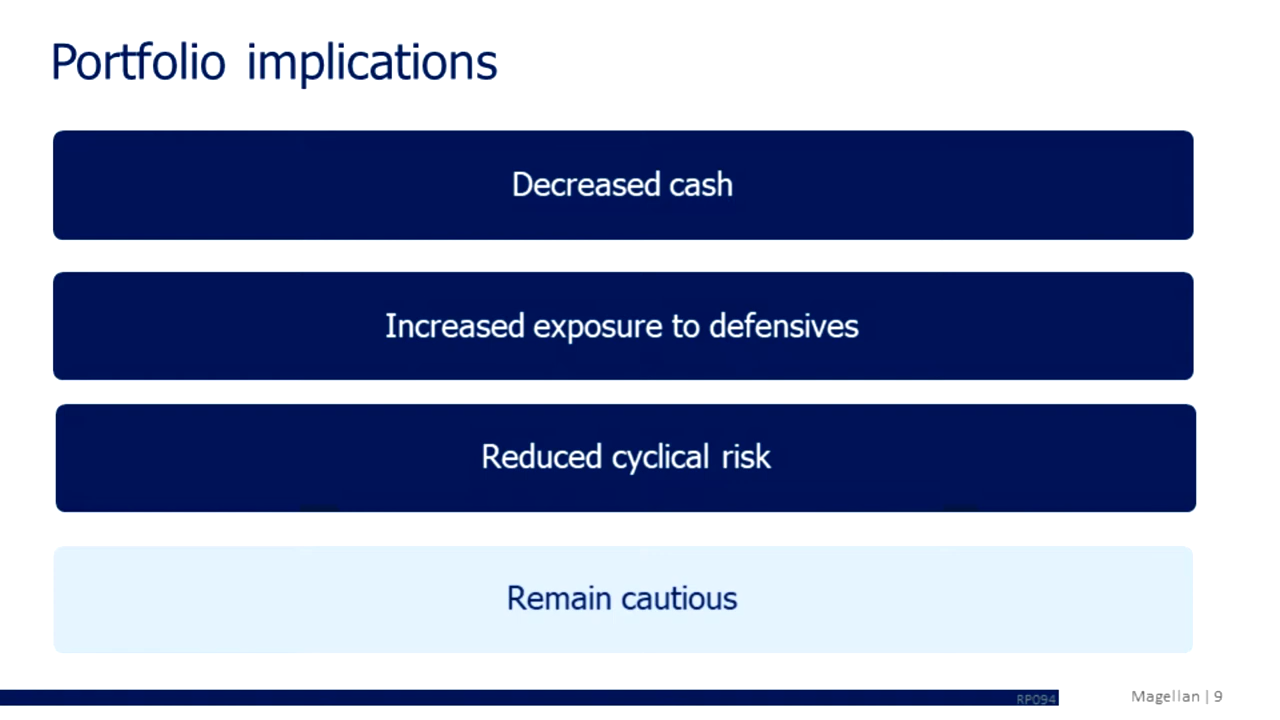 Portfolio implications
Decreased cash
Increased exposure to defensives
Reduced cyclical risk
Remain cautious
RP094
Magellan | 9